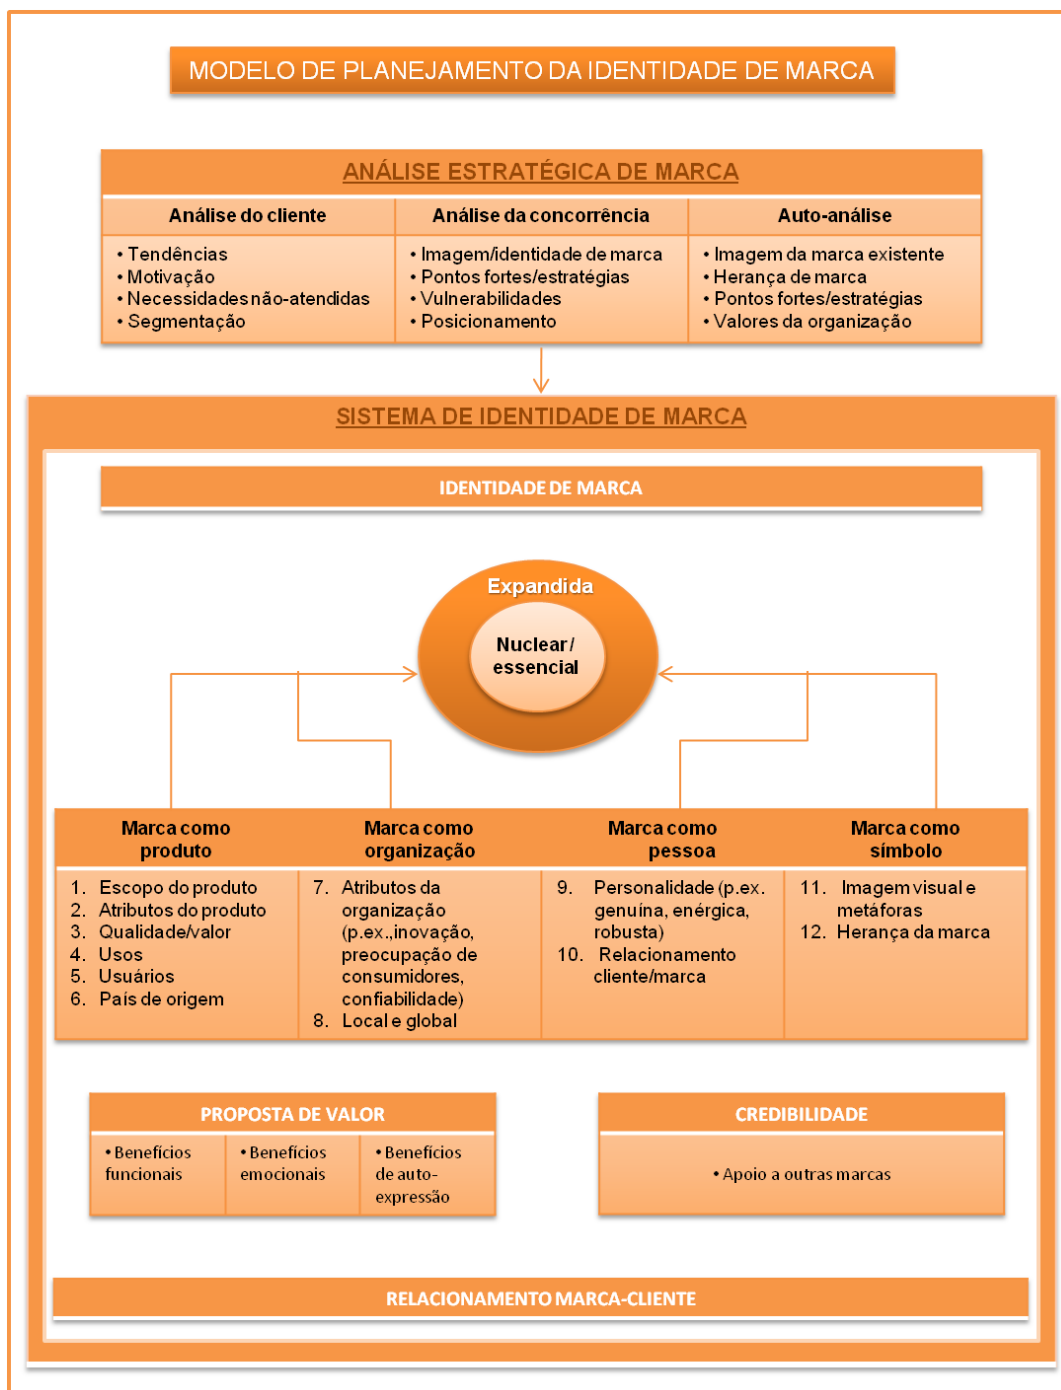 MODELO DE PLANEJAMENTO DA IDENTIDADE DE MARCA
ANÁLISE ESTRATÉGICA DE MARCA
Análise do cliente
• Tendências
• Motivação
• Necessidades não-atendidas
• Segmentação
Análise da concorrência
• Imagem/identidade de marca
• Pontos fortes/estratégias
• Vulnerabilidades
• Posicionamento
Auto-análise
• Imagem da marca existente
• Herança de marca
• Pontos fortes/estratégias
• Valores da organização
SISTEMA DE IDENTIDADE DE MARCA
IDENTIDADE DE MARCA
Expandida
Nuclear/
essencial
Marca como
produto
1. Escopo do produto
2. Atributos do produto
3. Qualidade/valor
4. Usos
5. Usuários
6. País de origem
Marca como
organização
7. Atributos da
organização
(p.ex.,inovação,
preocupação de
consumidores,
confiabilidade)
8. Local e global
Marca como
pessoa
9. Personalidade (p.ex.
genuína, enérgica,
robusta)
10. Relacionamento
cliente/marca
Marca como
símbolo
11. Imagem visual e
metáforas
12. Herança da marca
PROPOSTA DE VALOR
• Benefícios
funcionais
• Benefícios
emocionais
• Benefícios
de auto-
expressão
CREDIBILIDADE
• Apoio a outras marcas
RELACIONAMENTO MARCA-CLIENTE